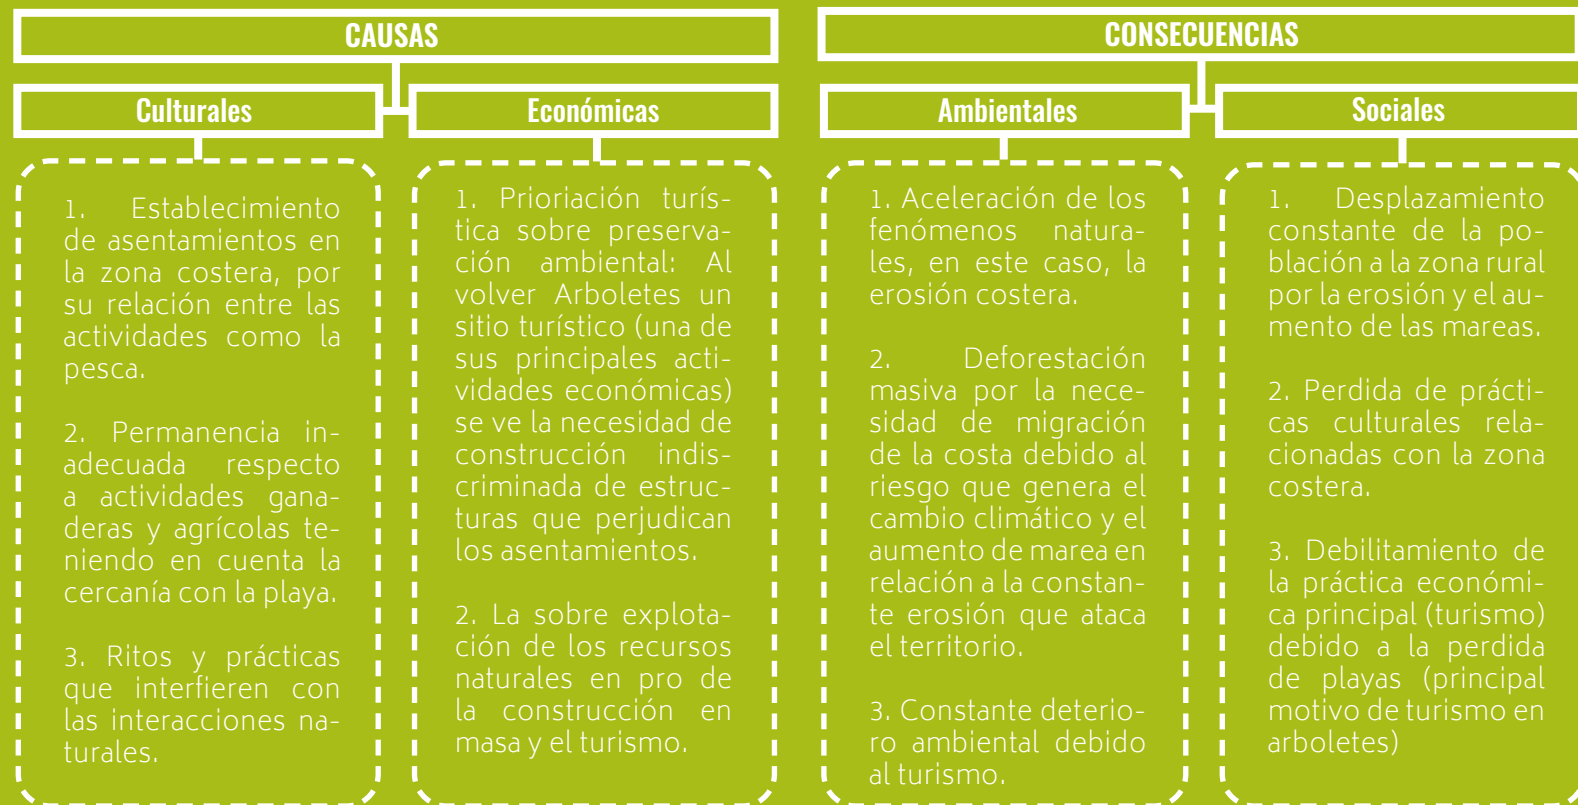 CAUSAS
Culturales
1. Establecimiento
de asentamientos en
la zona costera, por
su relación entre las
actividades como la
pesca.
2. Permanencia in-
adecuada respecto
a actividades gana-
deras y agrícolas te-
niendo en cuenta la
cercanía con la playa.
3. Ritos y prácticas
que interfieren con
las interacciones na-
turales.
Económicas
1. Prioriación turís-
tica sobre preserva-
ción ambiental: Al
volver Arboletes un
sitio turístico (una de
sus principales acti-
vidades económicas)
se ve la necesidad de
construcción indis-
criminada de estruc-
turas que perjudican
los asentamientos.
2. La sobre explota-
ción de los recursos
naturales en pro de
la construcción en
masa y el turismo.
CONSECUENCIAS
Ambientales
1. Aceleración de los
fenómenos natura-
les, en este caso, la
erosión costera.
2. Deforestación
masiva por la nece-
sidad de migración
de la costa debido al
riesgo que genera el
cambio climático y el
aumento de marea en
relación a la constan-
te erosión que ataca
el territorio.
3. Constante deterio-
ro ambiental debido
al turismo.
Sociales
1. Desplazamiento
constante de la po-
blación a la zona rural
por la erosión y el au-
mento de las mareas.
2. Perdida de prácti-
cas culturales rela-
cionadas con la zona
costera.
3. Debilitamiento de
la práctica económi-
ca principal (turismo)
debido a la perdida
de playas (principal
motivo de turismo en
arboletes)